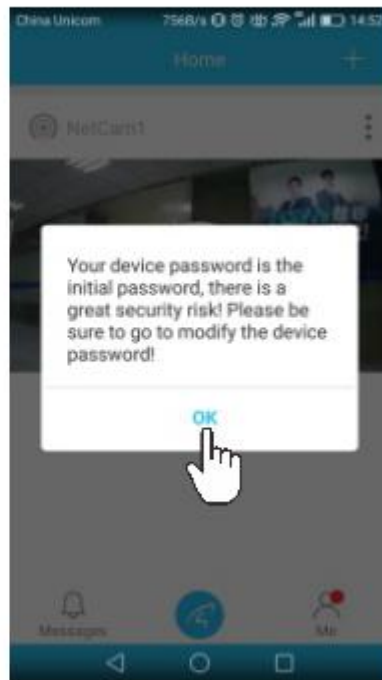 China Unicom 756B/s 14:52
Home
NetCam1
Your device password is the
initial password, there is a
great security risk! Please be
sure to go to modify the device
password!
OK
Messages Me